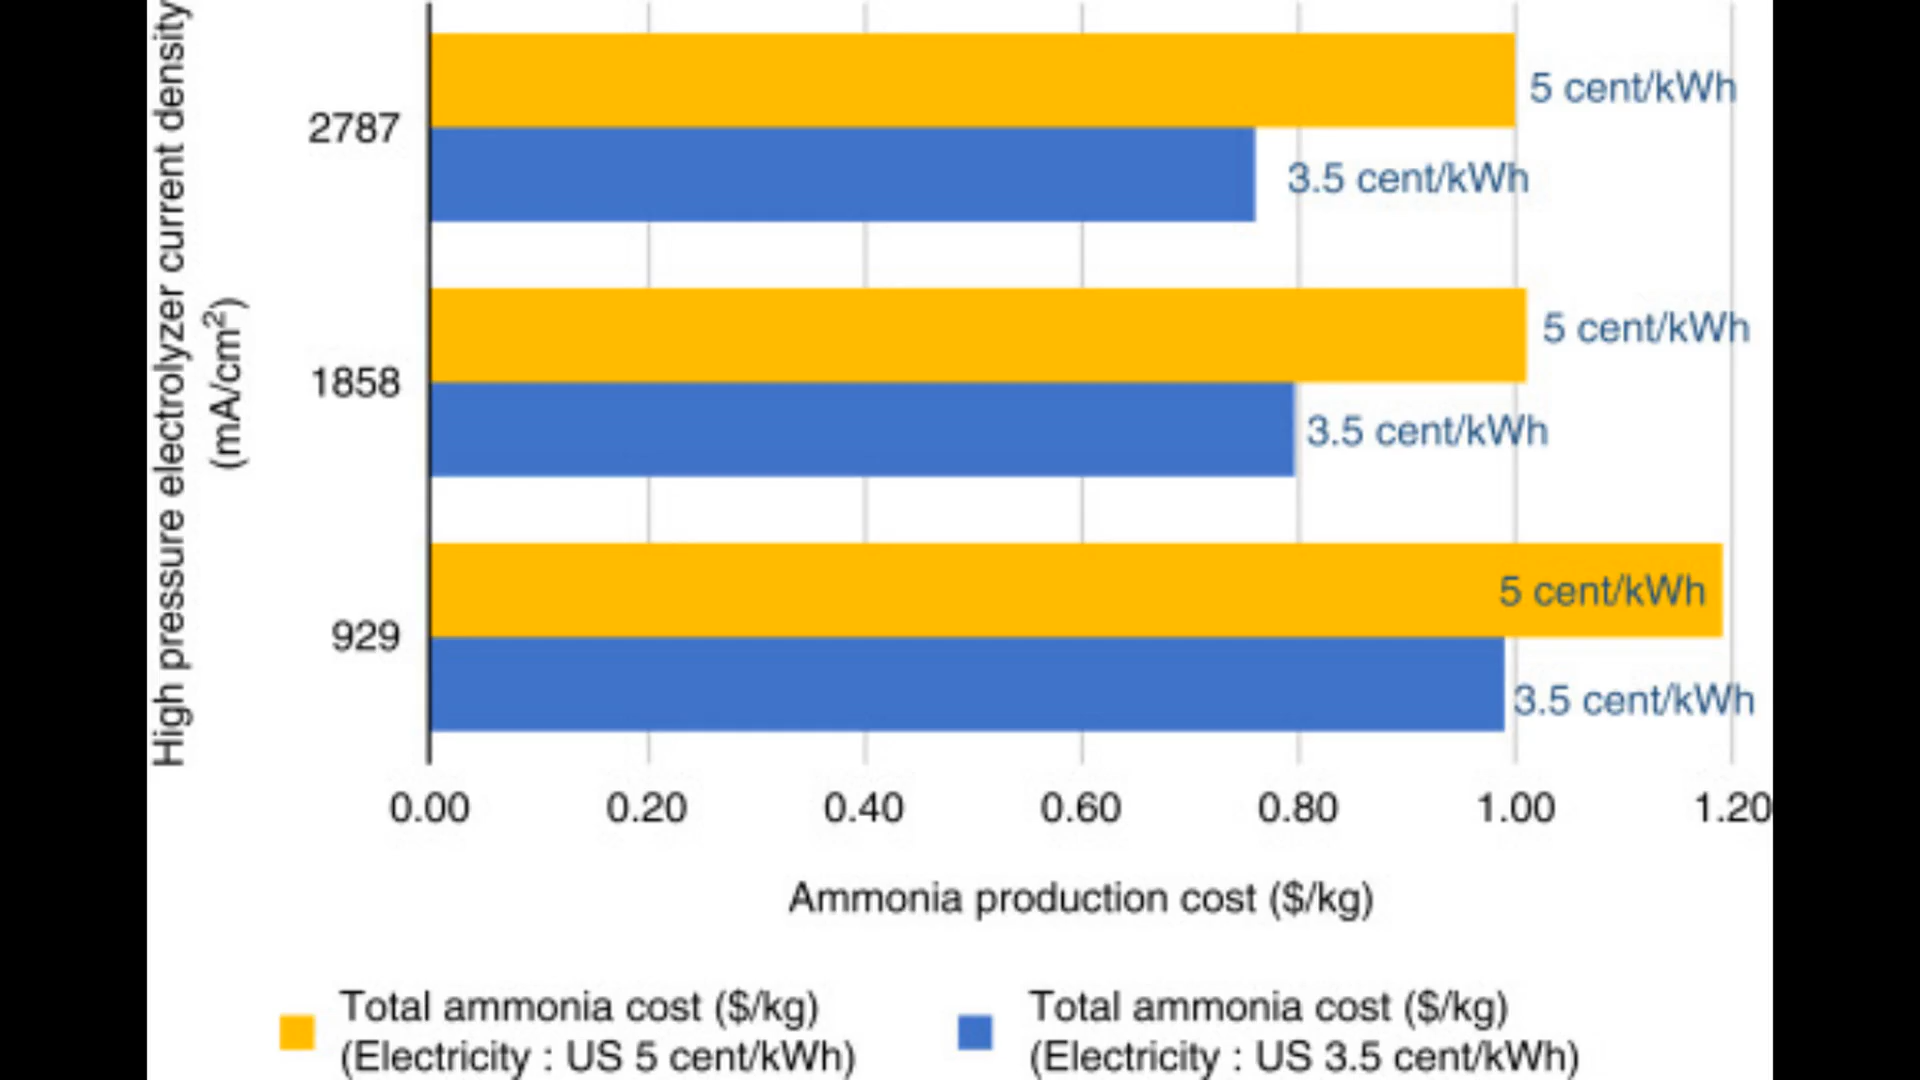 High pressure electrolyzer current density
(mA/cm²)
5 cent/kWh
2787
3.5 cent/kWh
5 cent/kWh
1858
3.5 cent/kWh
5 cent/kWh
929
3.5 cent/kWh
0.00 0.20 0.40 0.60 0.80 1.00 1.20
Ammonia production cost ($/kg)
Total ammonia cost ($/kg)
(Electricity : US 5 cent/kWh)
Total ammonia cost ($/kg)
(Electricity : US 3.5 cent/kWh)